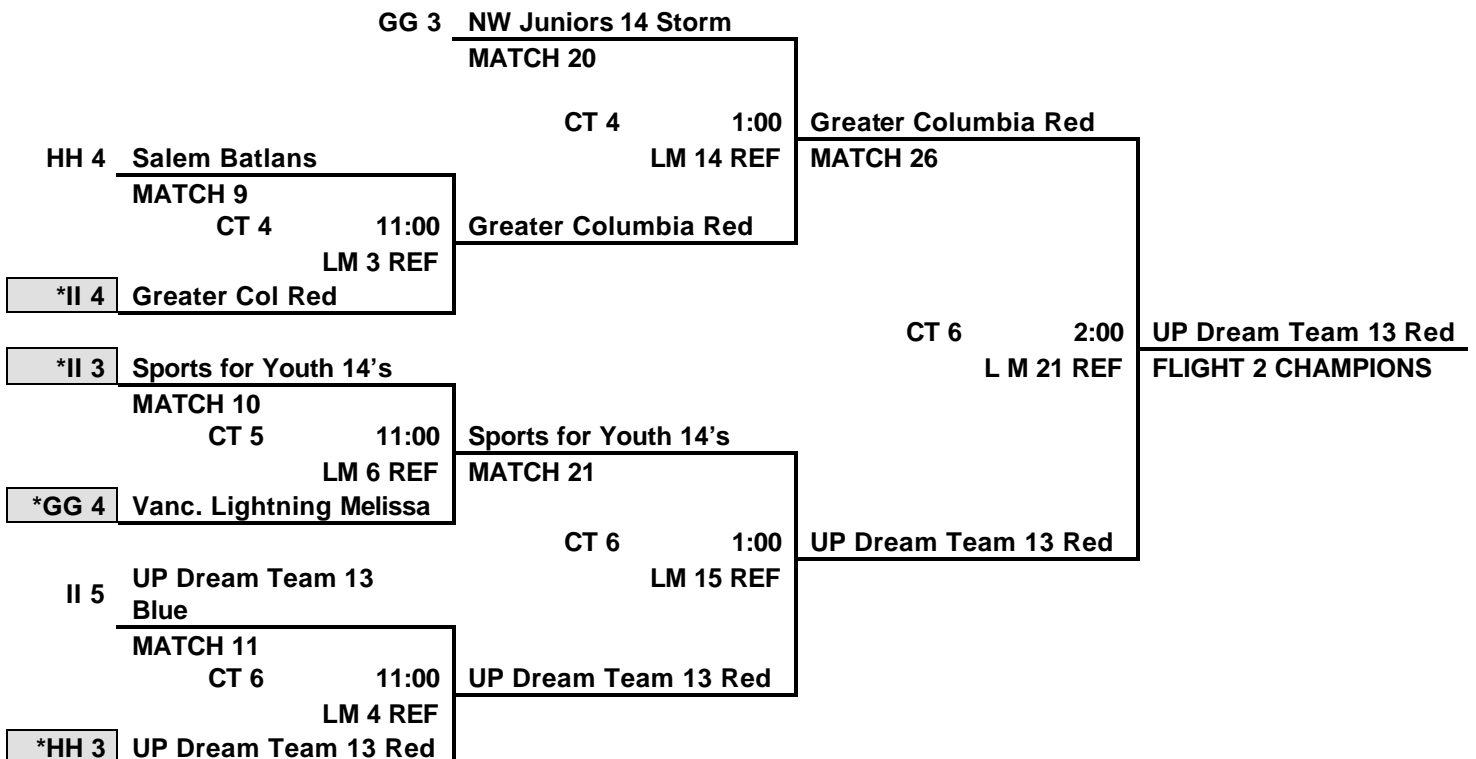 GG 3 NW Juniors 14 Storm
MATCH 20
CT 4 1:00 Greater Columbia Red
HH 4 Salem Batlans LM 14 REF MATCH 26
MATCH 9
CT 4 11:00 Greater Columbia Red
LM 3 REF
*II 4 Greater Col Red
CT 6 2:00 UP Dream Team 13 Red
*II 3 Sports for Youth 14’s L M 21 REF FLIGHT 2 CHAMPIONS
MATCH 10
CT 5 11:00 Sports for Youth 14’s
LM 6 REF MATCH 21
*GG 4 Vanc. Lightning Melissa
CT 6 1:00 UP Dream Team 13 Red
II 5 UP Dream Team 13 LM 15 REF
Blue
MATCH 11
CT 6 11:00 UP Dream Team 13 Red
LM 4 REF
*HH 3 UP Dream Team 13 Red